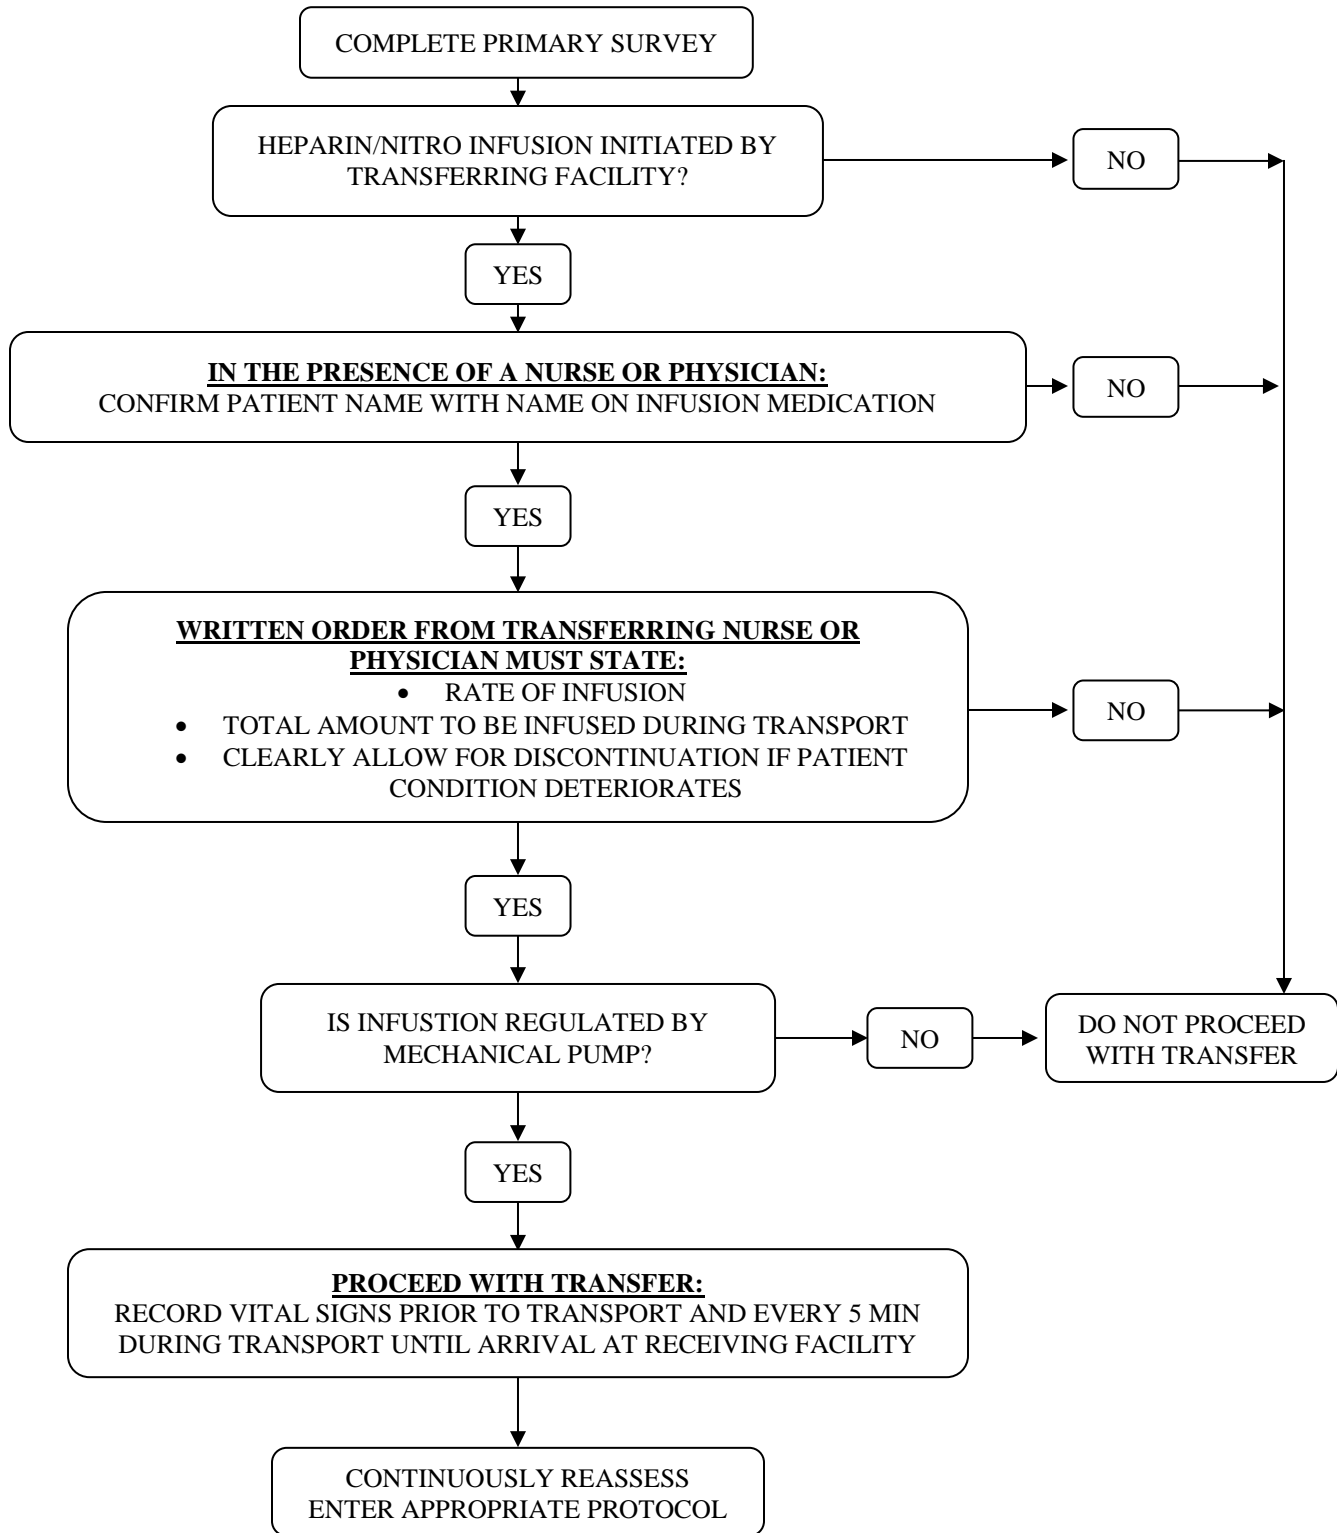 COMPLETE PRIMARY SURVEY
HEPARIN/NITRO INFUSION INITIATED BY
TRANSFERRING FACILITY?
NO
YES
IN THE PRESENCE OF A NURSE OR PHYSICIAN:
CONFIRM PATIENT NAME WITH NAME ON INFUSION MEDICATION
NO
YES
WRITTEN ORDER FROM TRANSFERRING NURSE OR
PHYSICIAN MUST STATE:
• RATE OF INFUSION
• TOTAL AMOUNT TO BE INFUSED DURING TRANSPORT
• CLEARLY ALLOW FOR DISCONTINUATION IF PATIENT
CONDITION DETERIORATES
NO
YES
IS INFUSTION REGULATED BY
MECHANICAL PUMP?
NO
DO NOT PROCEED
WITH TRANSFER
YES
PROCEED WITH TRANSFER:
RECORD VITAL SIGNS PRIOR TO TRANSPORT AND EVERY 5 MIN
DURING TRANSPORT UNTIL ARRIVAL AT RECEIVING FACILITY
CONTINUOUSLY REASSESS
ENTER APPROPRIATE PROTOCOL